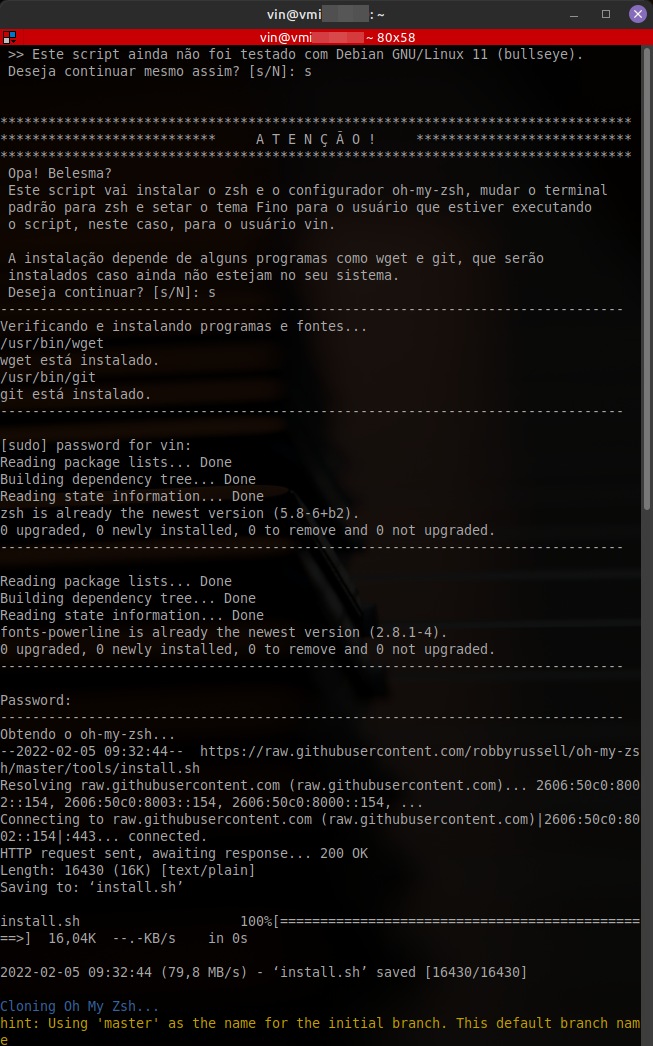 vin@vmi : ~
vin@vmi ~ 80x58
>> Este script ainda não foi testado com Debian GNU/Linux 11 (bullseye).
Deseja continuar mesmo assim? [s/N]: s
*******************************************************************************
*************************** A T E N Ç Ã O ! ***************************
*******************************************************************************
Opa! Belesma?
Este script vai instalar o zsh e o configurador oh-my-zsh, mudar o terminal
padrão para zsh e setar o tema Fino para o usuário que estiver executando
o script, neste caso, para o usuário vin.
A instalação depende de alguns programas como wget e git, que serão
instalados caso ainda não estejam no seu sistema.
Deseja continuar? [s/N]: s
------------------------------------------------------------------------------
Verificando e instalando programas e fontes...
/usr/bin/wget
wget está instalado.
/usr/bin/git
git está instalado.
------------------------------------------------------------------------------
[sudo] password for vin:
Reading package lists... Done
Building dependency tree... Done
Reading state information... Done
zsh is already the newest version (5.8-6+b2).
0 upgraded, 0 newly installed, 0 to remove and 0 not upgraded.
------------------------------------------------------------------------------
Reading package lists... Done
Building dependency tree... Done
Reading state information... Done
fonts-powerline is already the newest version (2.8.1-4).
0 upgraded, 0 newly installed, 0 to remove and 0 not upgraded.
------------------------------------------------------------------------------
Password:
------------------------------------------------------------------------------
Obtendo o oh-my-zsh...
--2022-02-05 09:32:44-- https://raw.githubusercontent.com/robbyrussell/oh-my-zs
h/master/tools/install.sh
Resolving raw.githubusercontent.com (raw.githubusercontent.com)... 2606:50c0:800
2::154, 2606:50c0:8003::154, 2606:50c0:8000::154, ...
Connecting to raw.githubusercontent.com (raw.githubusercontent.com)|2606:50c0:80
02::154|:443... connected.
HTTP request sent, awaiting response... 200 OK
Length: 16430 (16K) [text/plain]
Saving to: ‘install.sh’
install.sh 100%[=============================================
==>] 16,04K --.-KB/s in 0s
2022-02-05 09:32:44 (79,8 MB/s) - ‘install.sh’ saved [16430/16430]
Cloning Oh My Zsh...
hint: Using 'master' as the name for the initial branch. This default branch nam
e